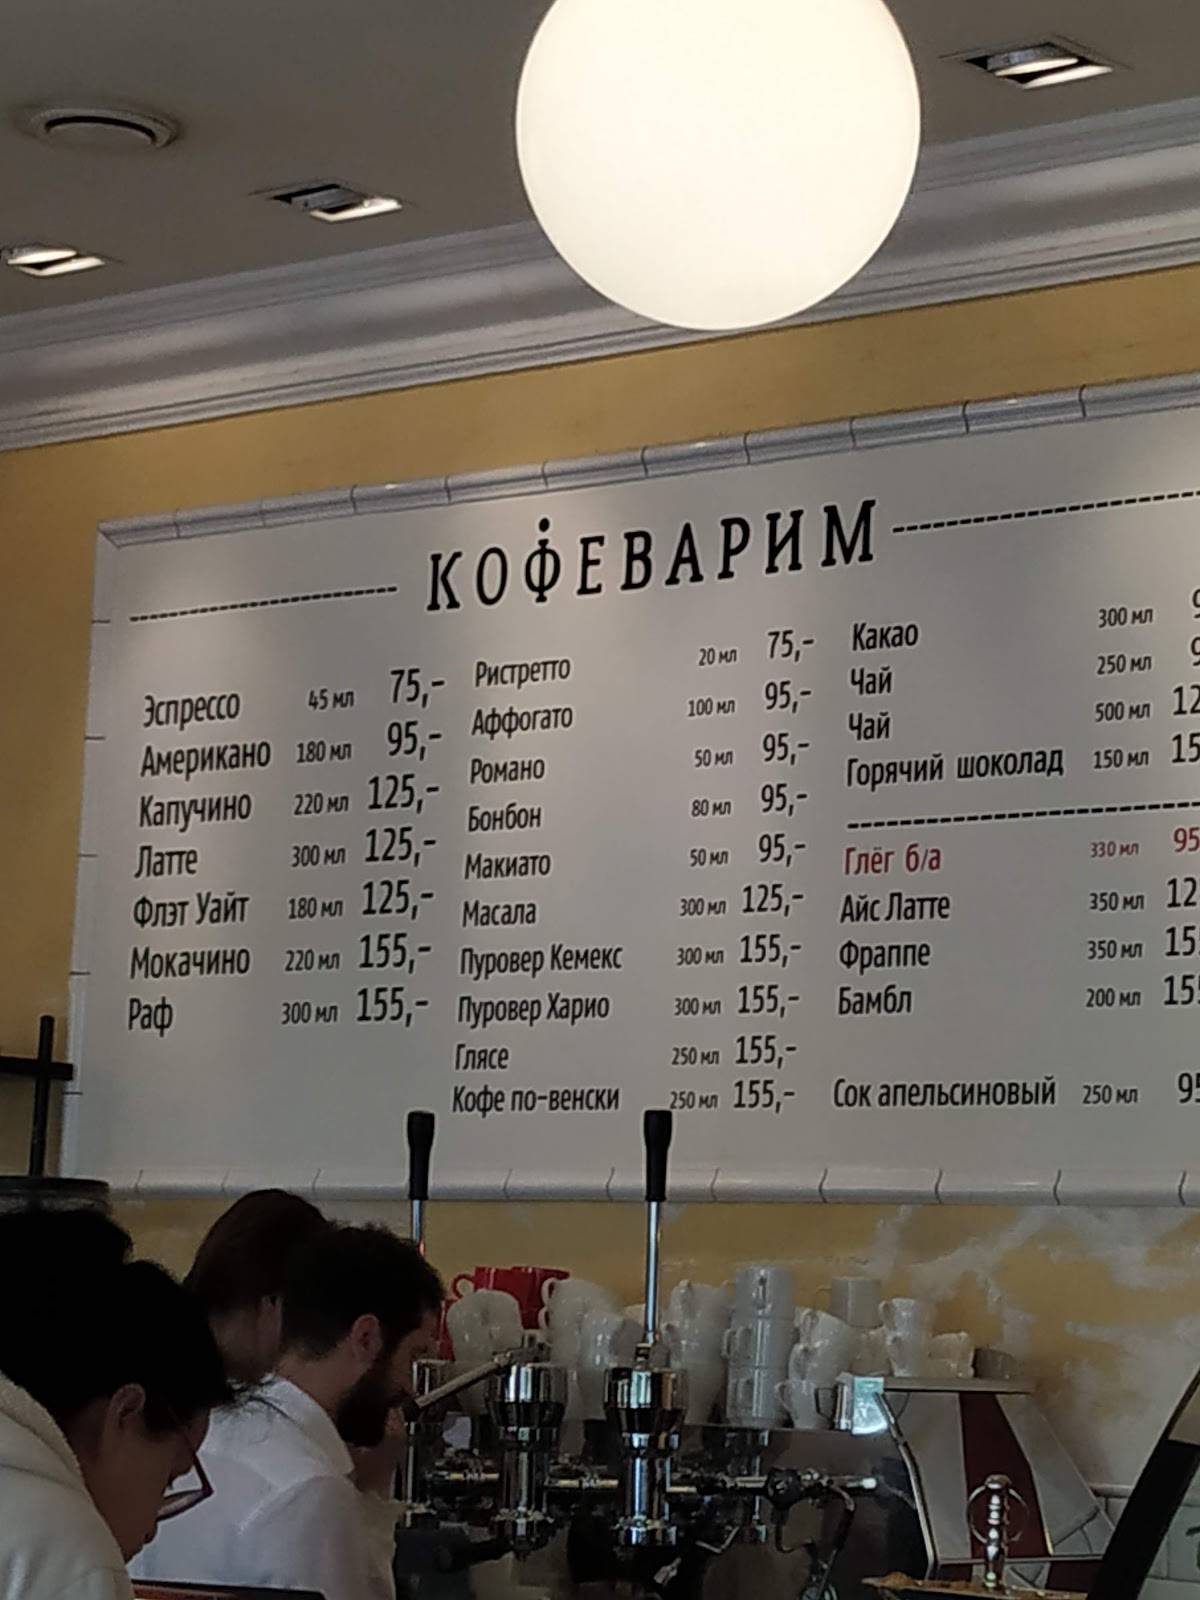 КОФЕВАРИМ
Эспрессо 45 мл 75,-
Американо 180 мл 95,-
Капучино 220 мл 125,-
Латте 300 мл 125,-
Флэт Уайт 180 мл 125,-
Мокачино 220 мл 155,-
Раф 300 мл 155,-
Ристретто 20 мл 75,-
Аффогато 100 мл 95,-
Романо 50 мл 95,-
Бонбон 80 мл 95,-
Макиато 50 мл 95,-
Масала 300 мл 125,-
Пуровер Кемекс 300 мл 155,-
Пуровер Харио 300 мл 155,-
Глясе 250 мл 155,-
Кофе по-венски 250 мл 155,-
Какао 300 мл
Чай 250 мл
Чай 500 мл
Горячий шоколад 150 мл
Глёг б/а 330 мл 95
Айс Латте 350 мл
Фраппе 350 мл
Бамбл 200 мл
Сок апельсиновый 250 мл